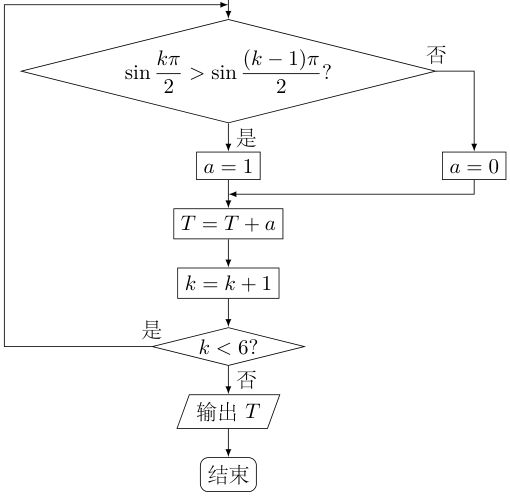 sin kπ/2 > sin (k − 1)π/2 ?
否
是
a = 1
a = 0
T = T + a
k = k + 1
是
k < 6?
否
输出 T
结束